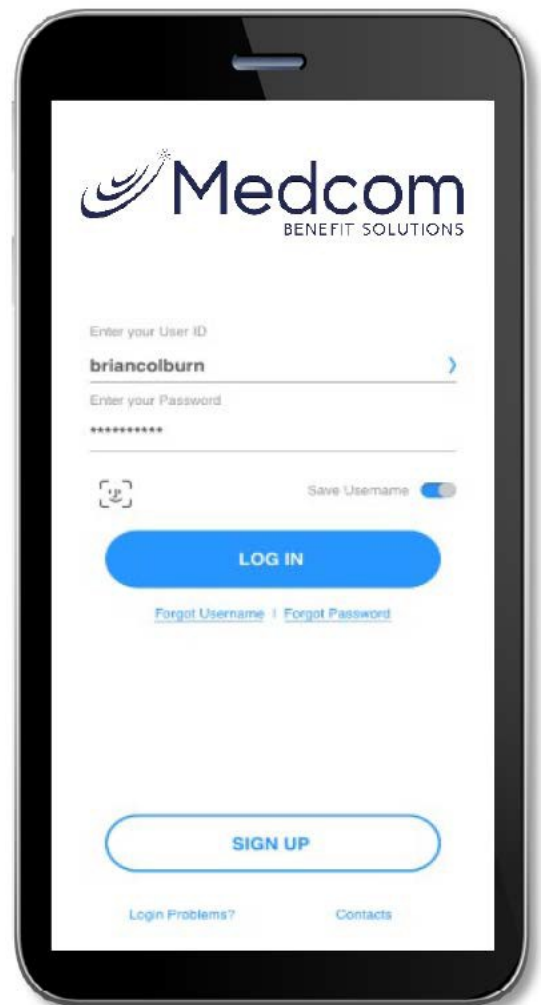 Medcom
BENEFIT SOLUTIONS
Enter your User ID
briancolburn
Enter your Password
**********
Save Username
LOG IN
Forgot Username | Forgot Password
SIGN UP
Login Problems? Contacts